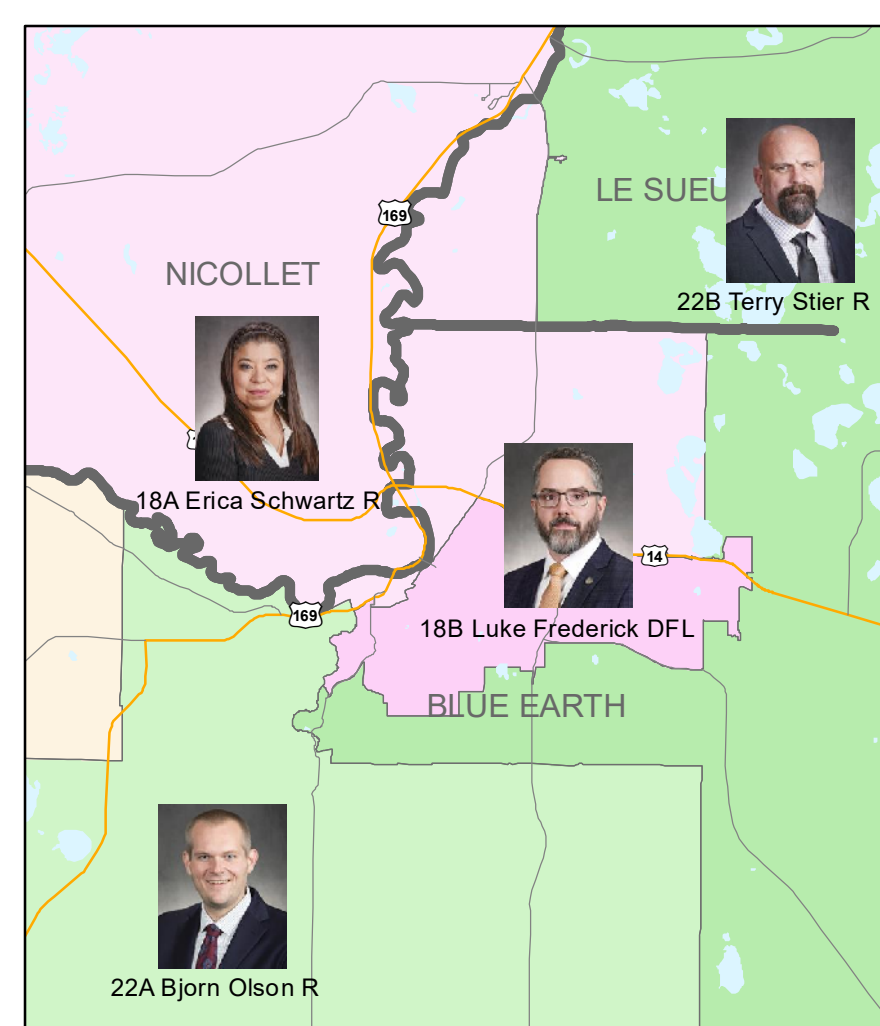 LE SUEU
169
NICOLLET
22B Terry Stier R
18A Erica Schwartz R
14
169
18B Luke Frederick DFL
BLUE EARTH
22A Bjorn Olson R